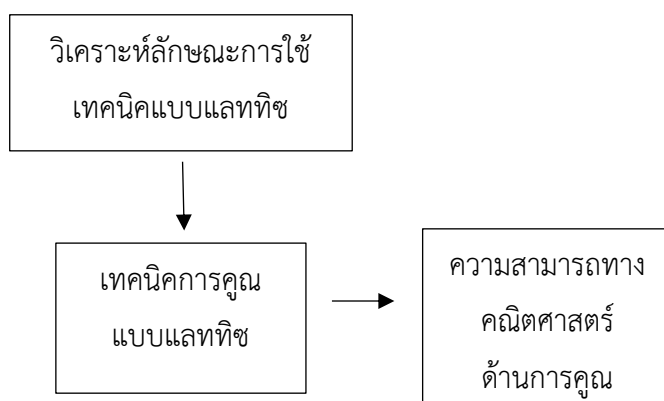 วิเคราะห์ลักษณะการใช้
เทคนิคแบบแลททิซ
เทคนิคการคูณ
แบบแลททิซ
ความสามารถทาง
คณิตศาสตร์
ด้านการคูณ